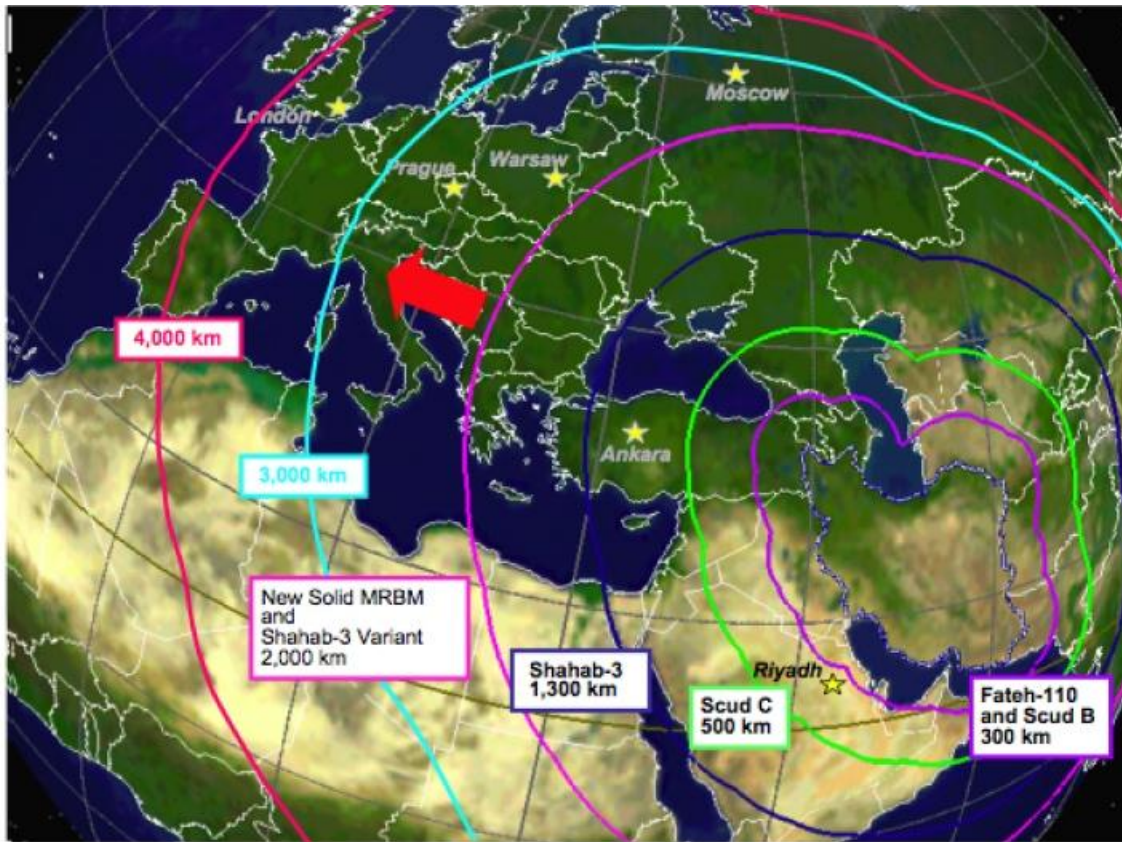 London
Moscow
Prague
Warsaw
4,000 km
Ankara
3,000 km
New Solid MRBM
and
Shahab-3 Variant
2,000 km
Shahab-3
1,300 km
Riyadh
Scud C
500 km
Fateh-110
and Scud B
300 km